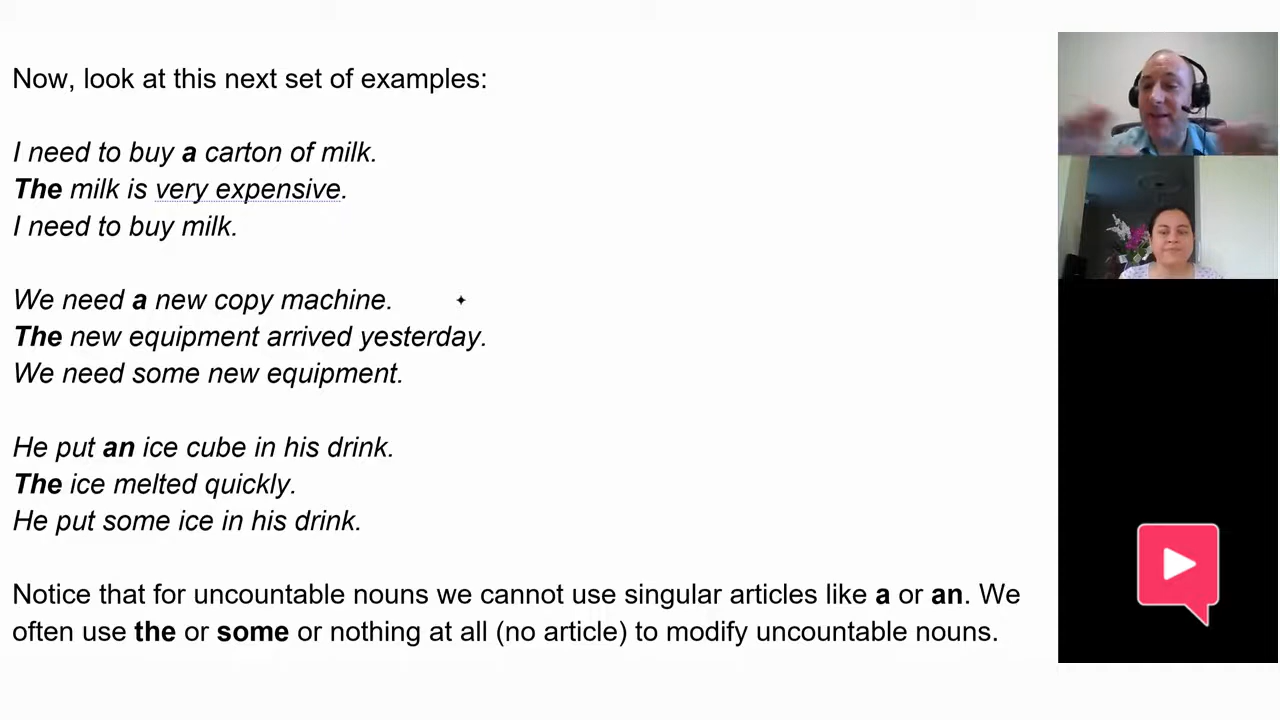 Now, look at this next set of examples:
I need to buy a carton of milk.
The milk is very expensive.
I need to buy milk.
We need a new copy machine.
The new equipment arrived yesterday.
We need some new equipment.
He put an ice cube in his drink.
The ice melted quickly.
He put some ice in his drink.
Notice that for uncountable nouns we cannot use singular articles like a or an. We
often use the or some or nothing at all (no article) to modify uncountable nouns.